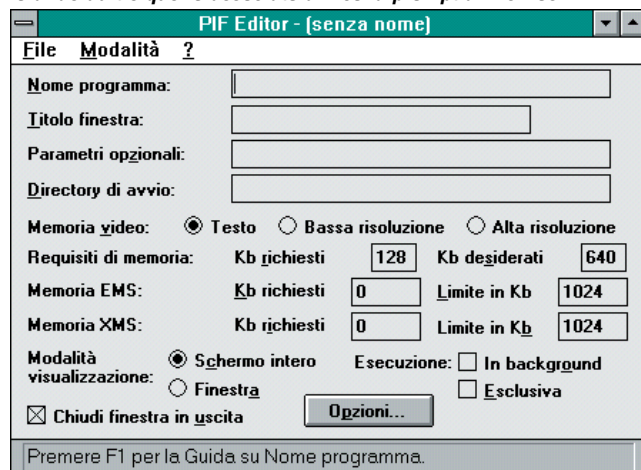 PIF Editor - (senza nome)
File Modalità ?
Nome programma:
Titolo finestra:
Parametri opzionali:
Directory di avvio:
Memoria video: Testo Bassa risoluzione Alta risoluzione
Requisiti di memoria: Kb richiesti 128 Kb desiderati 640
Memoria EMS: Kb richiesti 0 Limite in Kb 1024
Memoria XMS: Kb richiesti 0 Limite in Kb 1024
Modalità visualizzazione: Schermo intero Esecuzione: In background
Finestra Esclusiva
Chiudi finestra in uscita Opzioni...
Premere F1 per la Guida su Nome programma.